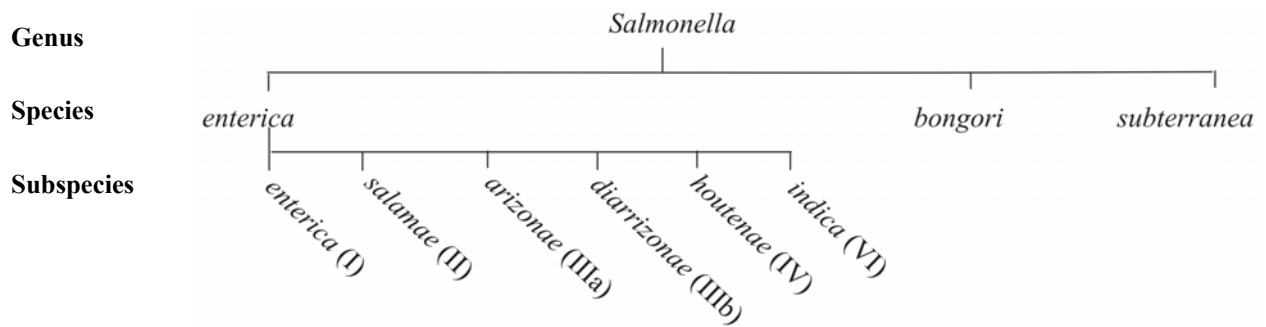 Genus
Salmonella
Species
enterica
bongori
subterranea
Subspecies
enterica (I)
salamae (II)
arizonae (IIIa)
diarrizonae (IIIb)
houtenae (IV)
indica (VI)